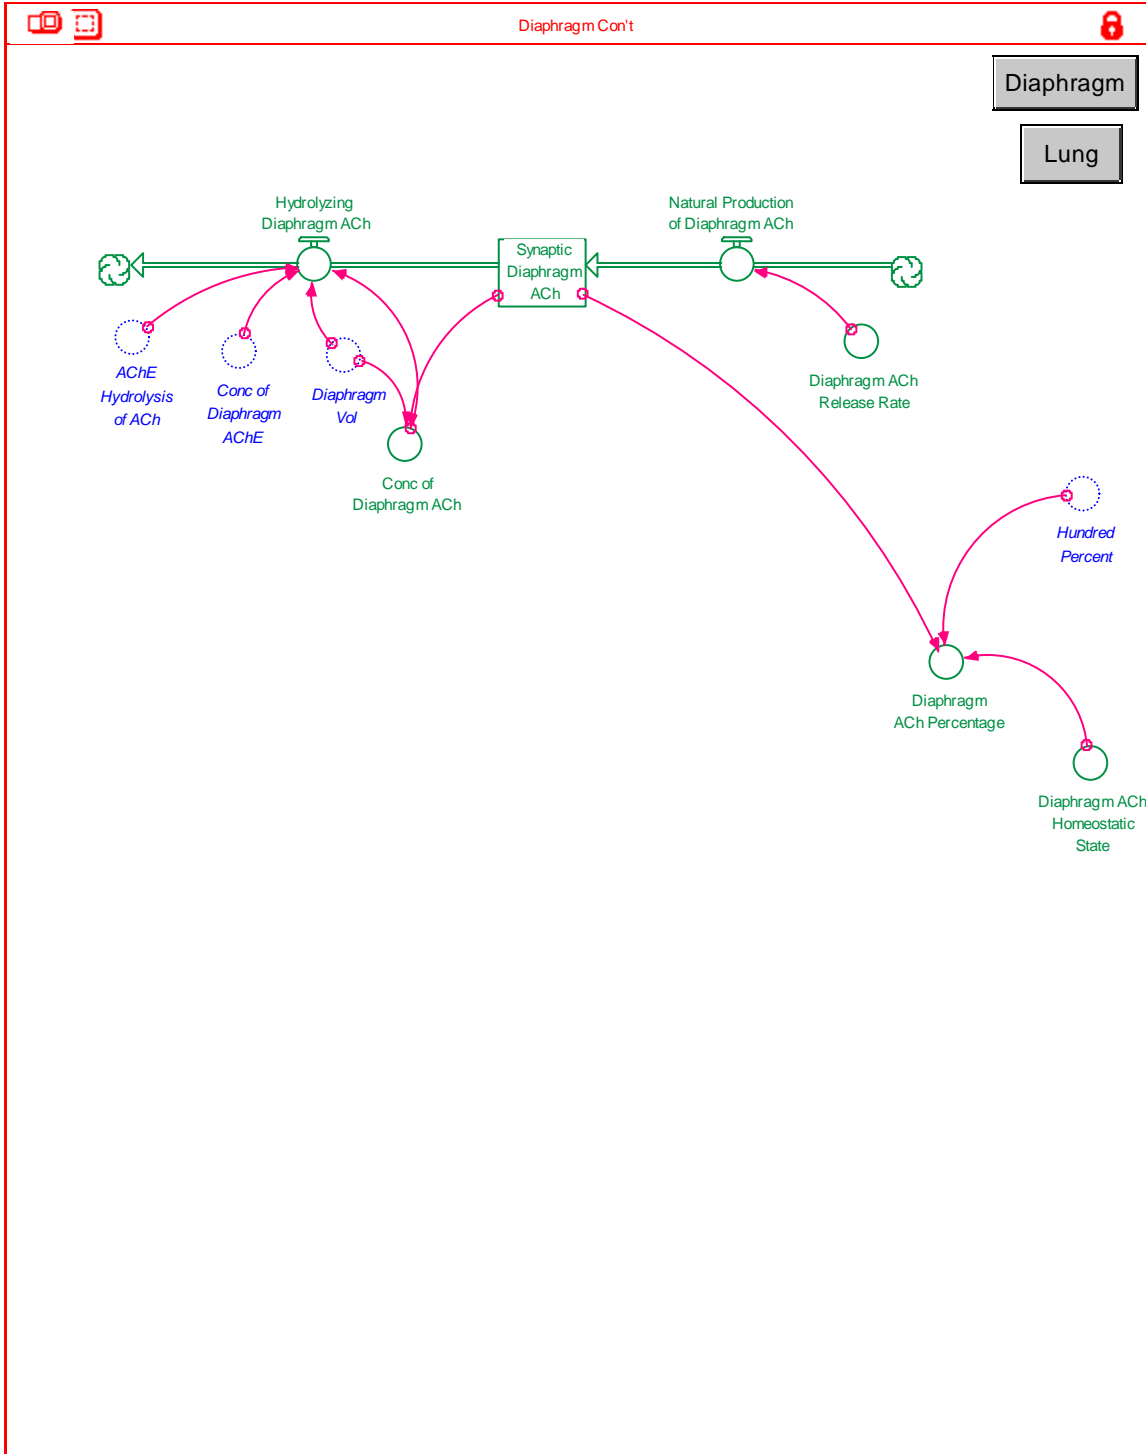 Diaphragm Con't
Diaphragm
Lung
Hydrolyzing
Diaphragm ACh
Natural Production
of Diaphragm ACh
Synaptic
Diaphragm
ACh
AChE
Hydrolysis
of ACh
Conc of
Diaphragm
AChE
Diaphragm
Vol
Diaphragm ACh
Release Rate
Conc of
Diaphragm ACh
Hundred
Percent
Diaphragm
ACh Percentage
Diaphragm ACh
Homeostatic
State